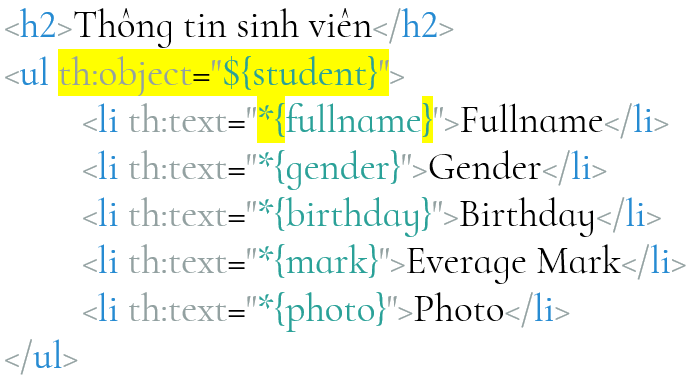 <h2>Thông tin sinh viên</h2>
<ul th:object="${student}">
<li th:text="*{fullname}">Fullname</li>
<li th:text="*{gender}">Gender</li>
<li th:text="*{birthday}">Birthday</li>
<li th:text="*{mark}">Everage Mark</li>
<li th:text="*{photo}">Photo</li>
</ul>